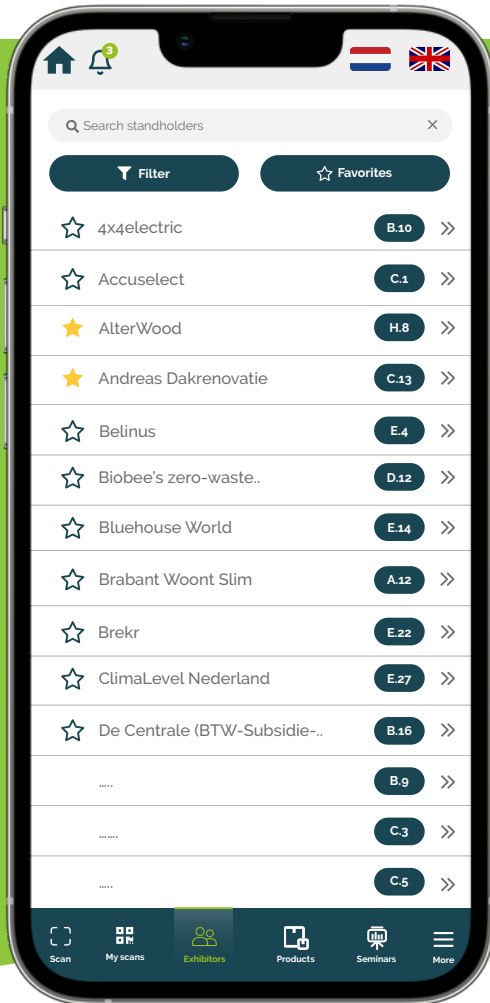 3
Search standholders
Filter
Favorites
4x4electric B.10
Accuselect C.1
AlterWood H.8
Andreas Dakrenovatie C.13
Belinus E.4
Biobee's zero-waste.. D.12
Bluehouse World E.14
Brabant Woont Slim A.12
Brekr E.22
ClimaLevel Nederland E.27
De Centrale (BTW-Subsidie-.. B.16
..... B.9
....... C.3
..... C.5
Scan My scans Exhibitors Products Seminars More